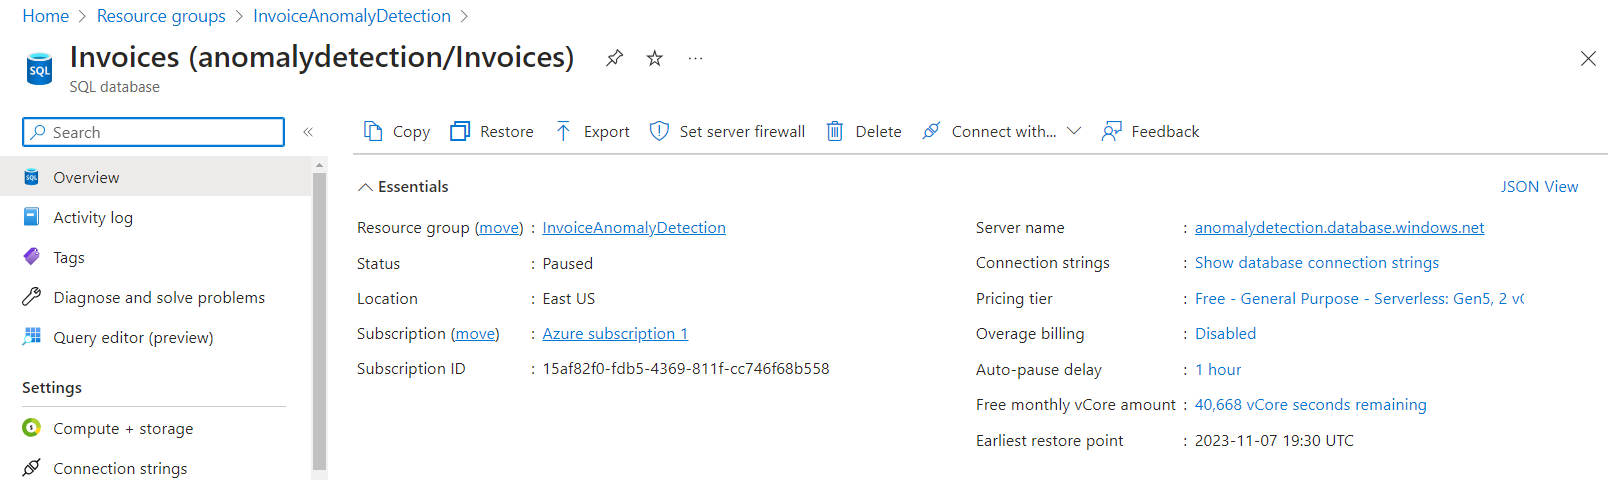 Home > Resource groups > InvoiceAnomalyDetection >
Invoices (anomalydetection/Invoices)
SQL
SQL database
Search
«
Copy
Restore
Export
Set server firewall
Delete
Connect with...
Feedback
Overview
Activity log
Tags
Diagnose and solve problems
Query editor (preview)
Settings
Compute + storage
Connection strings
Essentials
JSON View
Resource group (move) : InvoiceAnomalyDetection
Status : Paused
Location : East US
Subscription (move) : Azure subscription 1
Subscription ID : 15af82f0-fdb5-4369-811f-cc746f68b558
Server name : anomalydetection.database.windows.net
Connection strings : Show database connection strings
Pricing tier : Free - General Purpose - Serverless: Gen5, 2
Overage billing : Disabled
Auto-pause delay : 1 hour
Free monthly vCore amount : 40,668 vCore seconds remaining
Earliest restore point : 2023-11-07 19:30 UTC